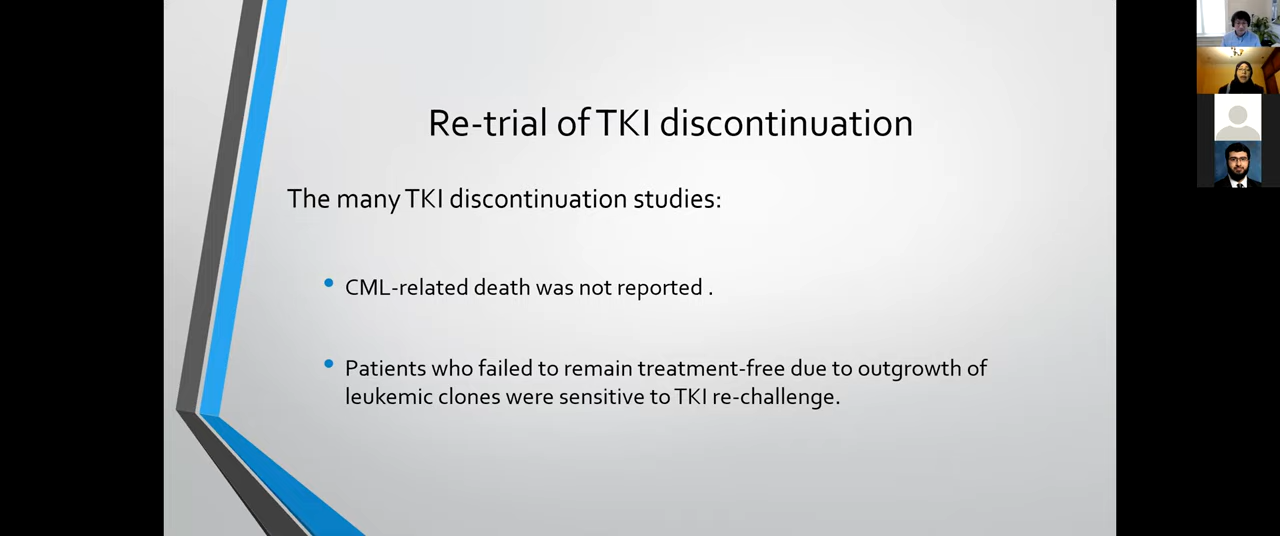 Re-trial of TKI discontinuation
The many TKI discontinuation studies:
CML-related death was not reported .
Patients who failed to remain treatment-free due to outgrowth of
leukemic clones were sensitive to TKI re-challenge.